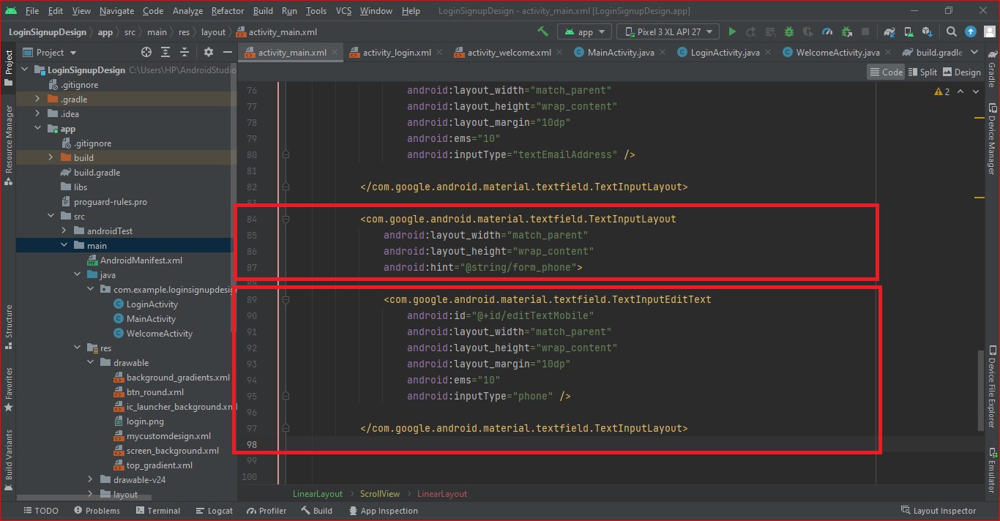 File Edit View Navigate Code Analyze Refactor Build Run Tools VCS Window Help LoginSignupDesign - activity_main.xml [LoginSignupDesign.app]
LoginSignupDesign app src main res layout activity_main.xml app Pixel 3 XL API 27
Project activity_main.xml activity_login.xml activity_welcome.xml MainActivity.java LoginActivity.java WelcomeActivity.java build.gradle
Code Split Design
Project
Resource Manager
Structure
Favorites
Build Variants
LoginSignupDesign C:\Users\HP\AndroidStudio
.gitignore
.gradle
.idea
app
.gitignore
build
build.gradle
libs
proguard-rules.pro
src
androidTest
main
AndroidManifest.xml
java
com.example.loginsignupdesig
LoginActivity
MainActivity
WelcomeActivity
res
drawable
background_gradients.xml
btn_round.xml
ic_launcher_background.xm
login.png
mycustomdesign.xml
screen_background.xml
top_gradient.xml
drawable-v24
layout
2
76 android:layout_width="match_parent"
77 android:layout_height="wrap_content"
78 android:layout_margin="10dp"
79 android:ems="10"
80 android:inputType="textEmailAddress" />
81
82 </com.google.android.material.textfield.TextInputLayout>
83
84 <com.google.android.material.textfield.TextInputLayout
85 android:layout_width="match_parent"
86 android:layout_height="wrap_content"
87 android:hint="@string/form_phone">
88
89 <com.google.android.material.textfield.TextInputEditText
90 android:id="@+id/editTextMobile"
91 android:layout_width="match_parent"
92 android:layout_height="wrap_content"
93 android:layout_margin="10dp"
94 android:ems="10"
95 android:inputType="phone" />
96
97 </com.google.android.material.textfield.TextInputLayout>
98
99
100
LinearLayout ScrollView LinearLayout
Gradle
Device Manager
Device File Explorer
Emulator
TODO Problems Terminal Logcat Profiler Build App Inspection Layout Inspector